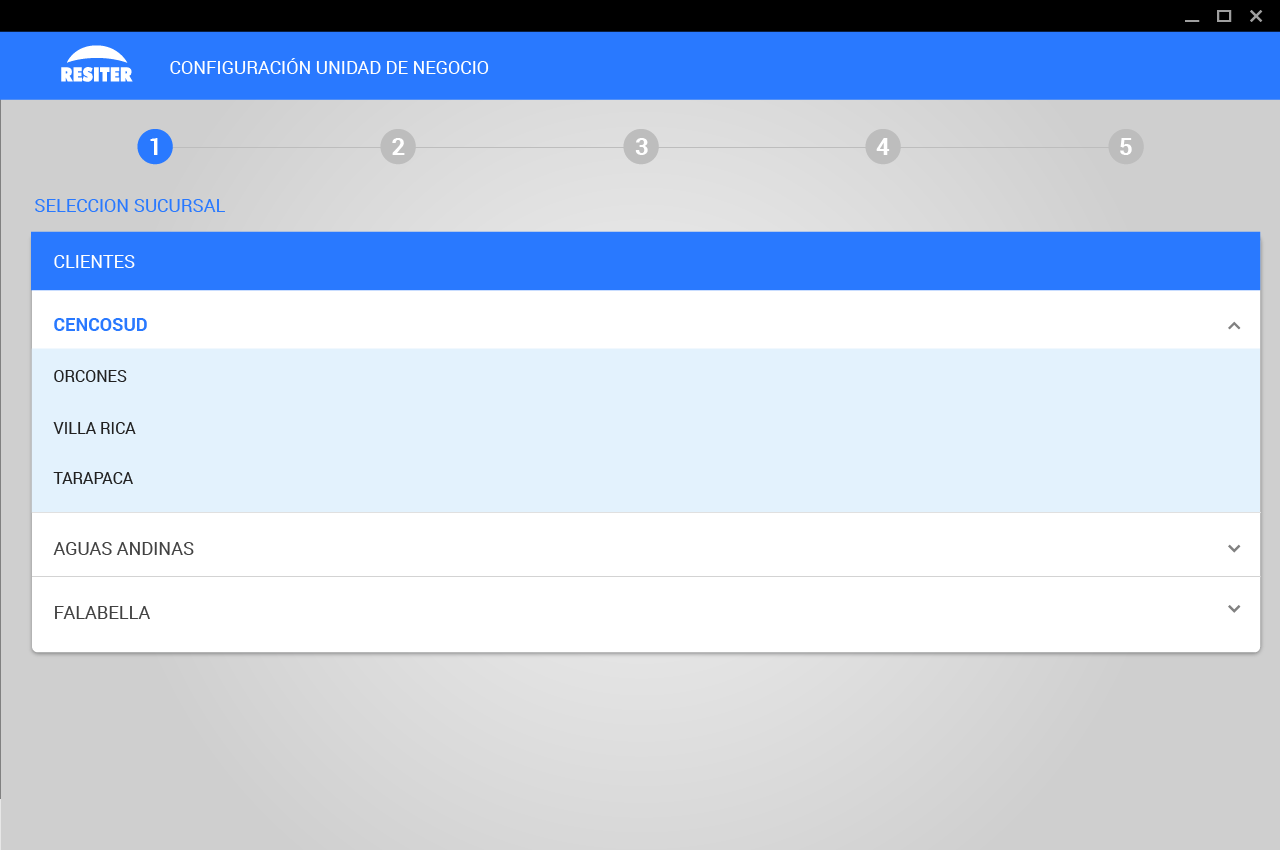 RESITER
CONFIGURACIÓN UNIDAD DE NEGOCIO
1 2 3 4 5
SELECCION SUCURSAL
CLIENTES
CENCOSUD
ORCONES
VILLA RICA
TARAPACA
AGUAS ANDINAS
FALABELLA